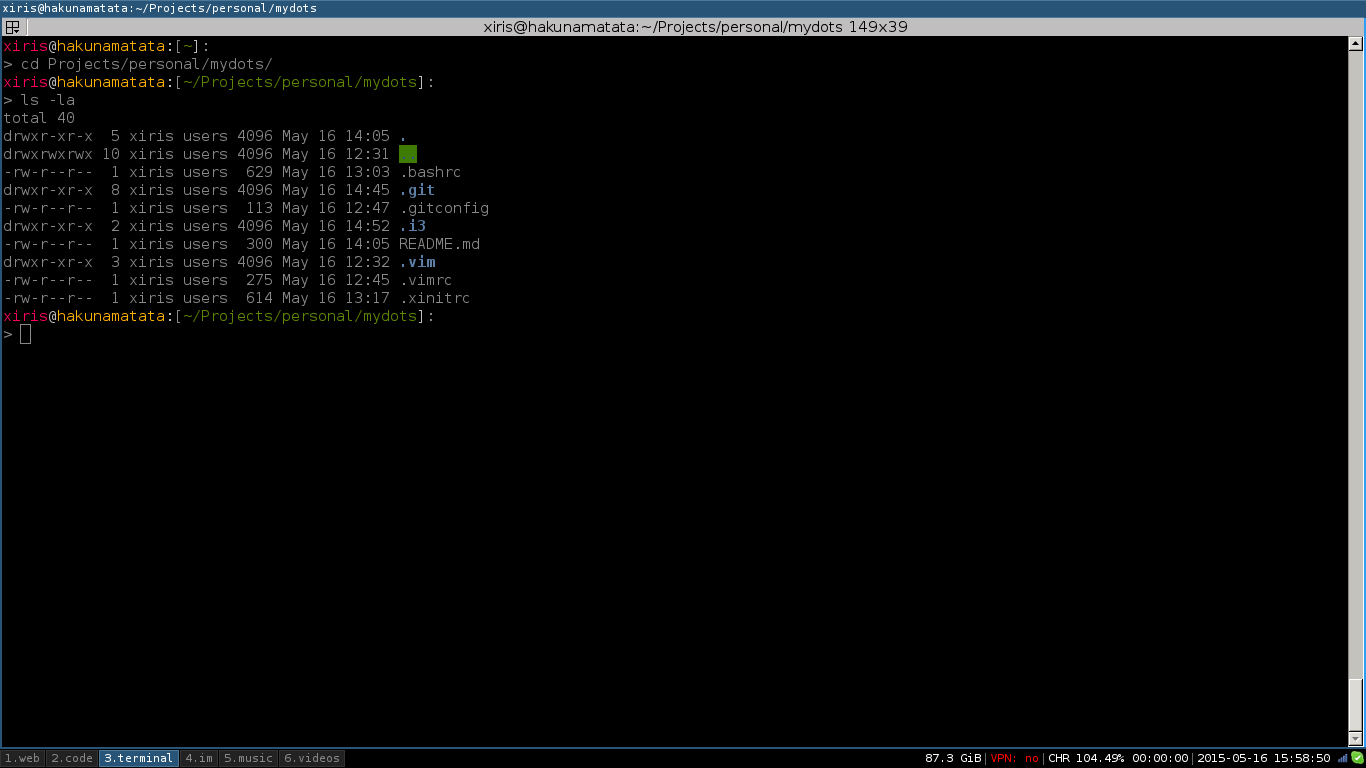 xiris@hakunamatata:~/Projects/personal/mydots
xiris@hakunamatata:~/Projects/personal/mydots 149x39
xiris@hakunamatata:[~]:
> cd Projects/personal/mydots/
xiris@hakunamatata:[~/Projects/personal/mydots]:
> ls -la
total 40
drwxr-xr-x  5 xiris users 4096 May 16 14:05 .
drwxrwxrwx 10 xiris users 4096 May 16 12:31 ..
-rw-r--r--  1 xiris users  629 May 16 13:03 .bashrc
drwxr-xr-x  8 xiris users 4096 May 16 14:45 .git
-rw-r--r--  1 xiris users  113 May 16 12:47 .gitconfig
drwxr-xr-x  2 xiris users 4096 May 16 14:52 .i3
-rw-r--r--  1 xiris users  300 May 16 14:05 README.md
drwxr-xr-x  3 xiris users 4096 May 16 12:32 .vim
-rw-r--r--  1 xiris users  275 May 16 12:45 .vimrc
-rw-r--r--  1 xiris users  614 May 16 13:17 .xinitrc
xiris@hakunamatata:[~/Projects/personal/mydots]:
>
1.web 2.code 3.terminal 4.im 5.music 6.videos 87.3 GiB|VPN: no|CHR 104.49% 00:00:00|2015-05-16 15:58:50